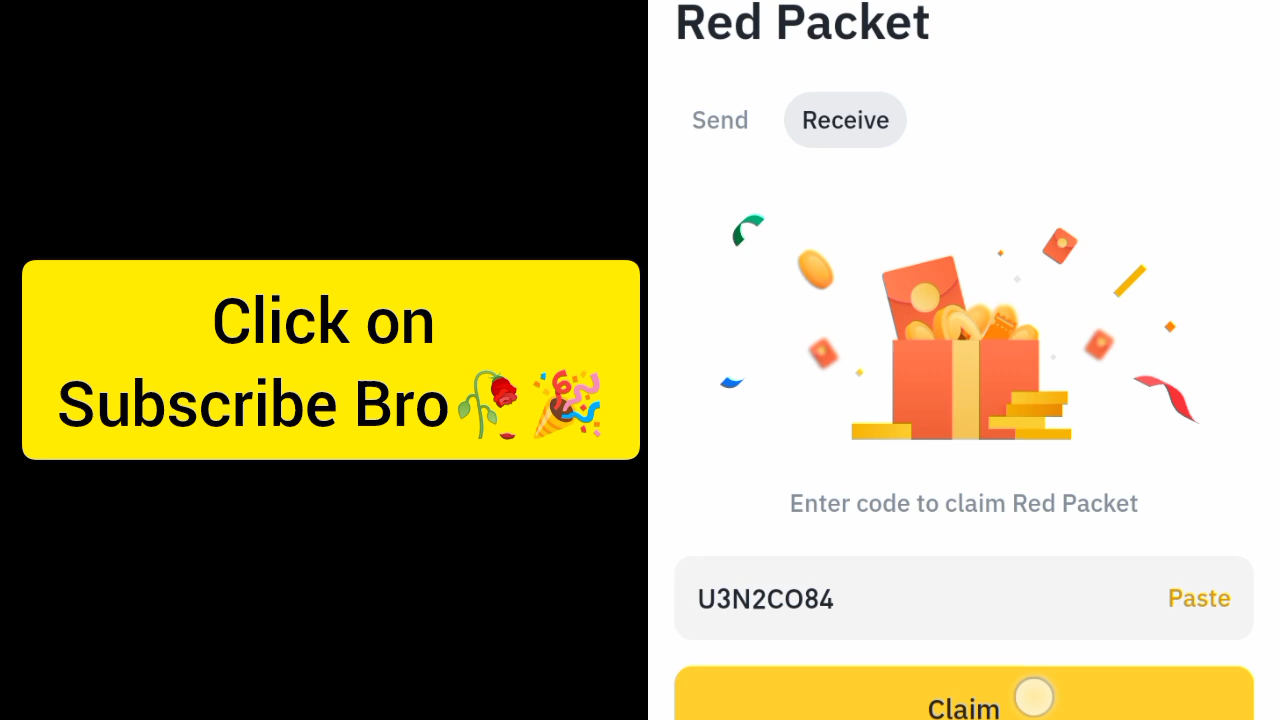 Click on
Subscribe Bro🥀🎉
Red Packet
Send
Receive
Enter code to claim Red Packet
U3N2CO84
Paste
Claim